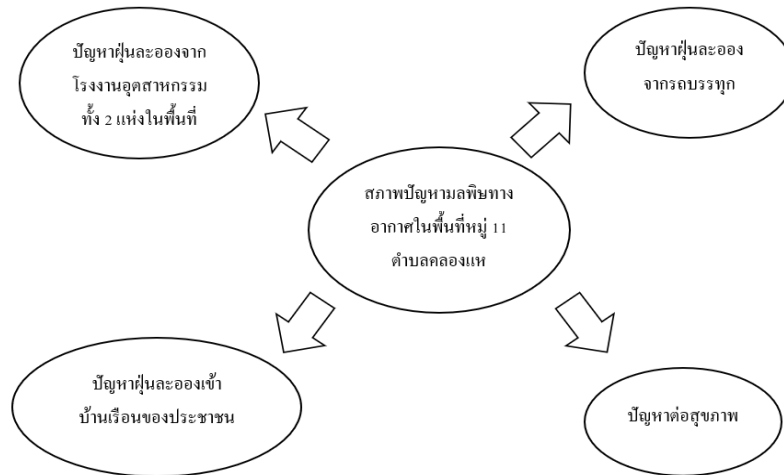 ปัญหาฝุ่นละอองจาก
โรงงานอุตสาหกรรม
ทั้ง 2 แห่งในพื้นที่
ปัญหาฝุ่นละออง
จากรถบรรทุก
สภาพปัญหามลพิษทาง
อากาศในพื้นที่หมู่ 11
ตำบลคลองแห
ปัญหาฝุ่นละอองเข้า
บ้านเรือนของประชาชน
ปัญหาต่อสุขภาพ